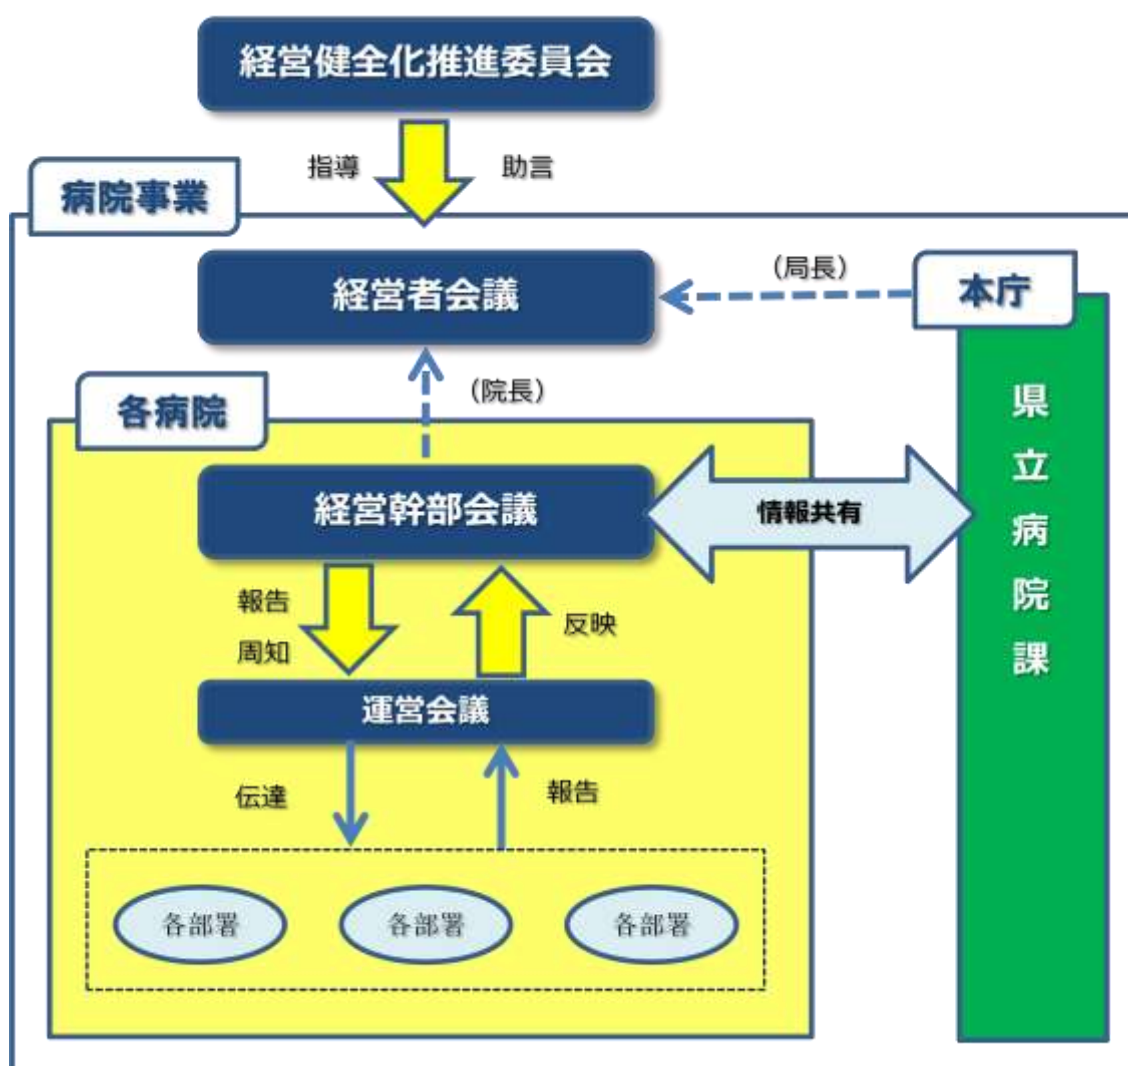 経営健全化推進委員会
指導
助言
病院事業
経営者会議
（局長）
本庁
（院長）
各病院
県立病院課
経営幹部会議
情報共有
報告
周知
反映
運営会議
伝達
報告
各部署
各部署
各部署